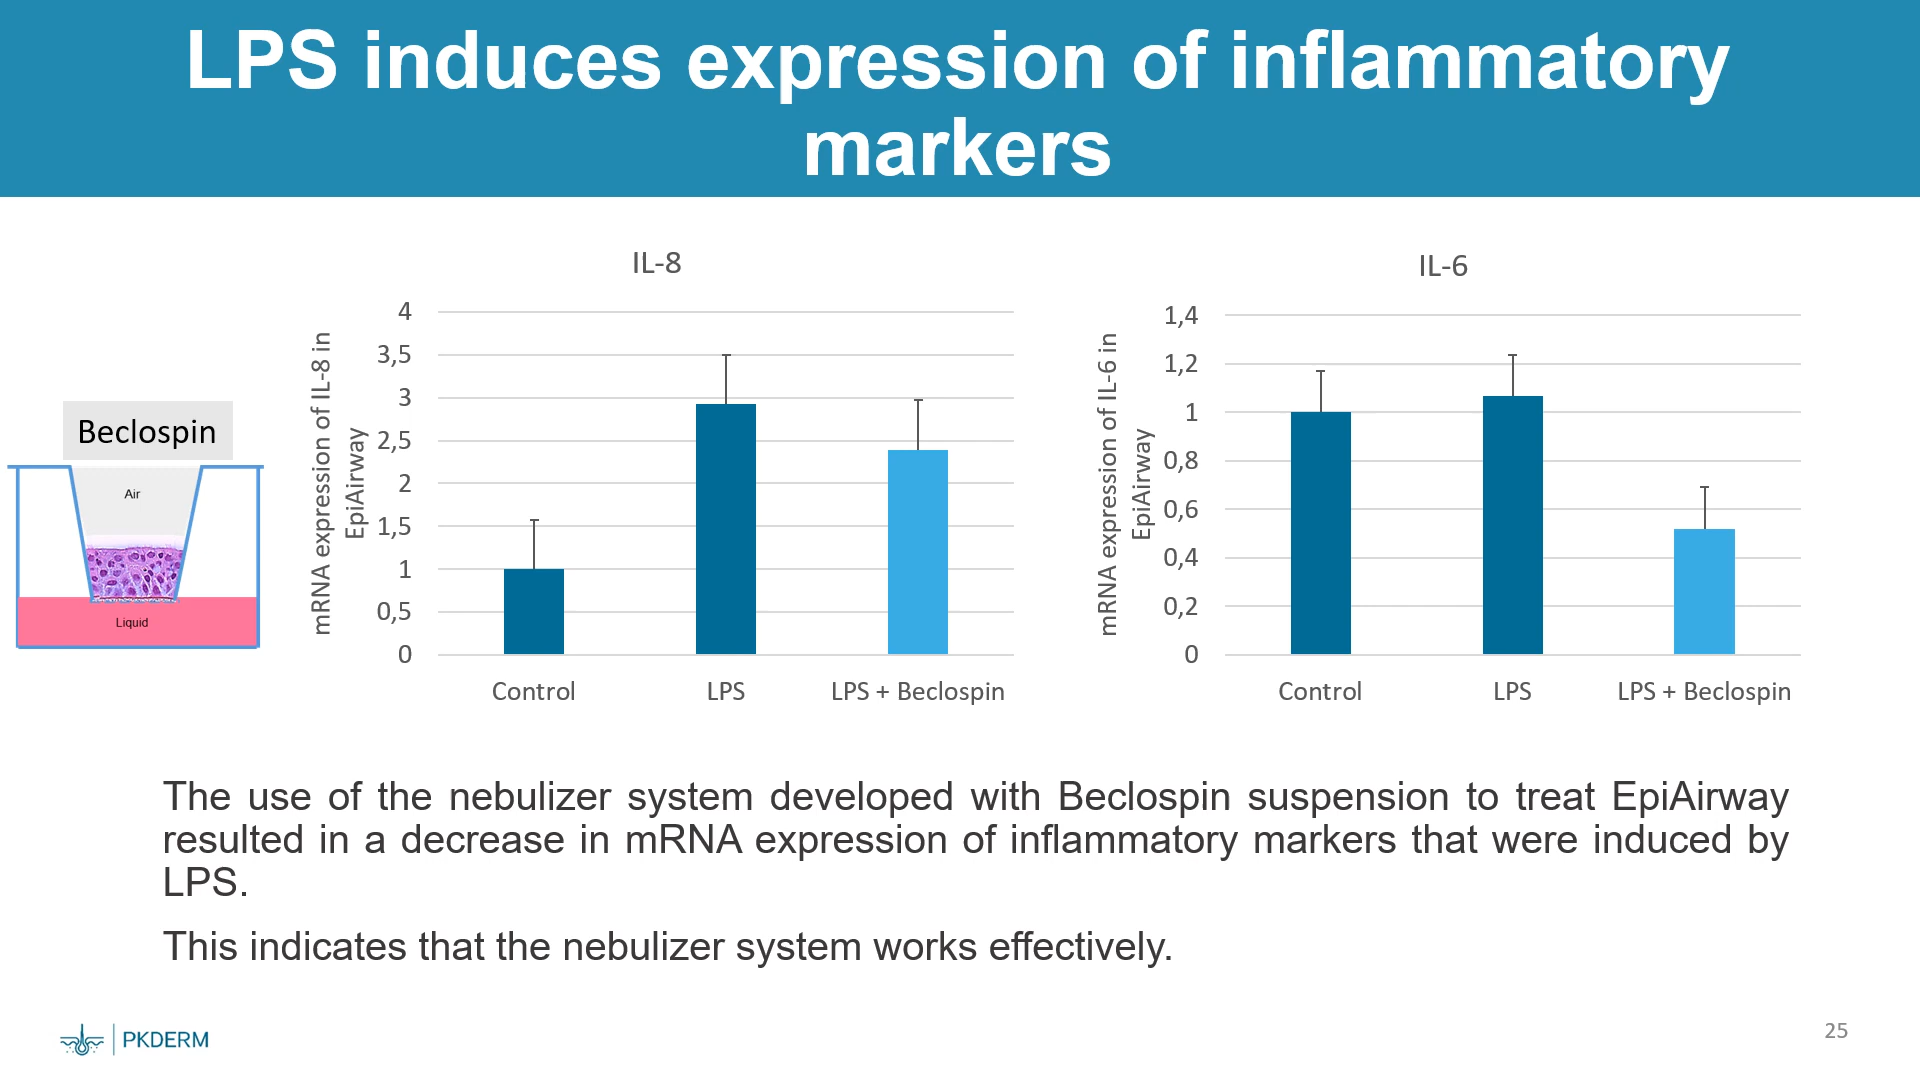 LPS induces expression of inflammatory
markers
Beclospin
Air
Liquid
IL-8
mRNA expression of IL-8 in
EpiAirway
4
3,5
3
2,5
2
1,5
1
0,5
0
Control
LPS
LPS + Beclospin
IL-6
mRNA expression of IL-6 in
EpiAirway
1,4
1,2
1
0,8
0,6
0,4
0,2
0
Control
LPS
LPS + Beclospin
The use of the nebulizer system developed with Beclospin suspension to treat EpiAirway
resulted in a decrease in mRNA expression of inflammatory markers that were induced by
LPS.
This indicates that the nebulizer system works effectively.
PKDERM
25